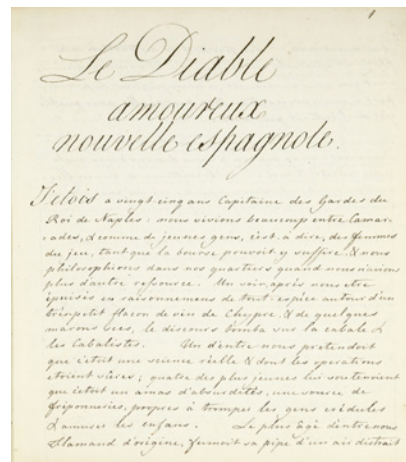 1
Le Diable
amoureux
nouvelle espagnole.
J'étois a vingt cinq ans Capitaine des Gardes du
Roi de Naples : nous vivions beaucoup entre Camar-
-ades, & comme de jeunes gens, c'est à dire, des femmes
du jeu, tant que la bourse pouvoit y suffire. & nous
philosophions dans nos quartiers quand nous n'avions
plus d'autre ressource. Un soir, après nous être
épuisés en raisonnemens de tout espèce autour d'un
très petit flacon de vin de Chypre & de quelques
marons secs, le discours tomba sur la cabale &
les Cabalistes. Un d'entre nous prétendoit
que c'étoit une science réelle & dont les operations
étoient sûres ; quatre des plus jeunes lui soutenoient
que c'étoit un amas d'absurdités, une source de
friponneries, propres à tromper les gens crédules
& amuser les enfans. Le plus âgé d'entre nous
Flamand d'origine, fumoit sa pipe d'un air distrait